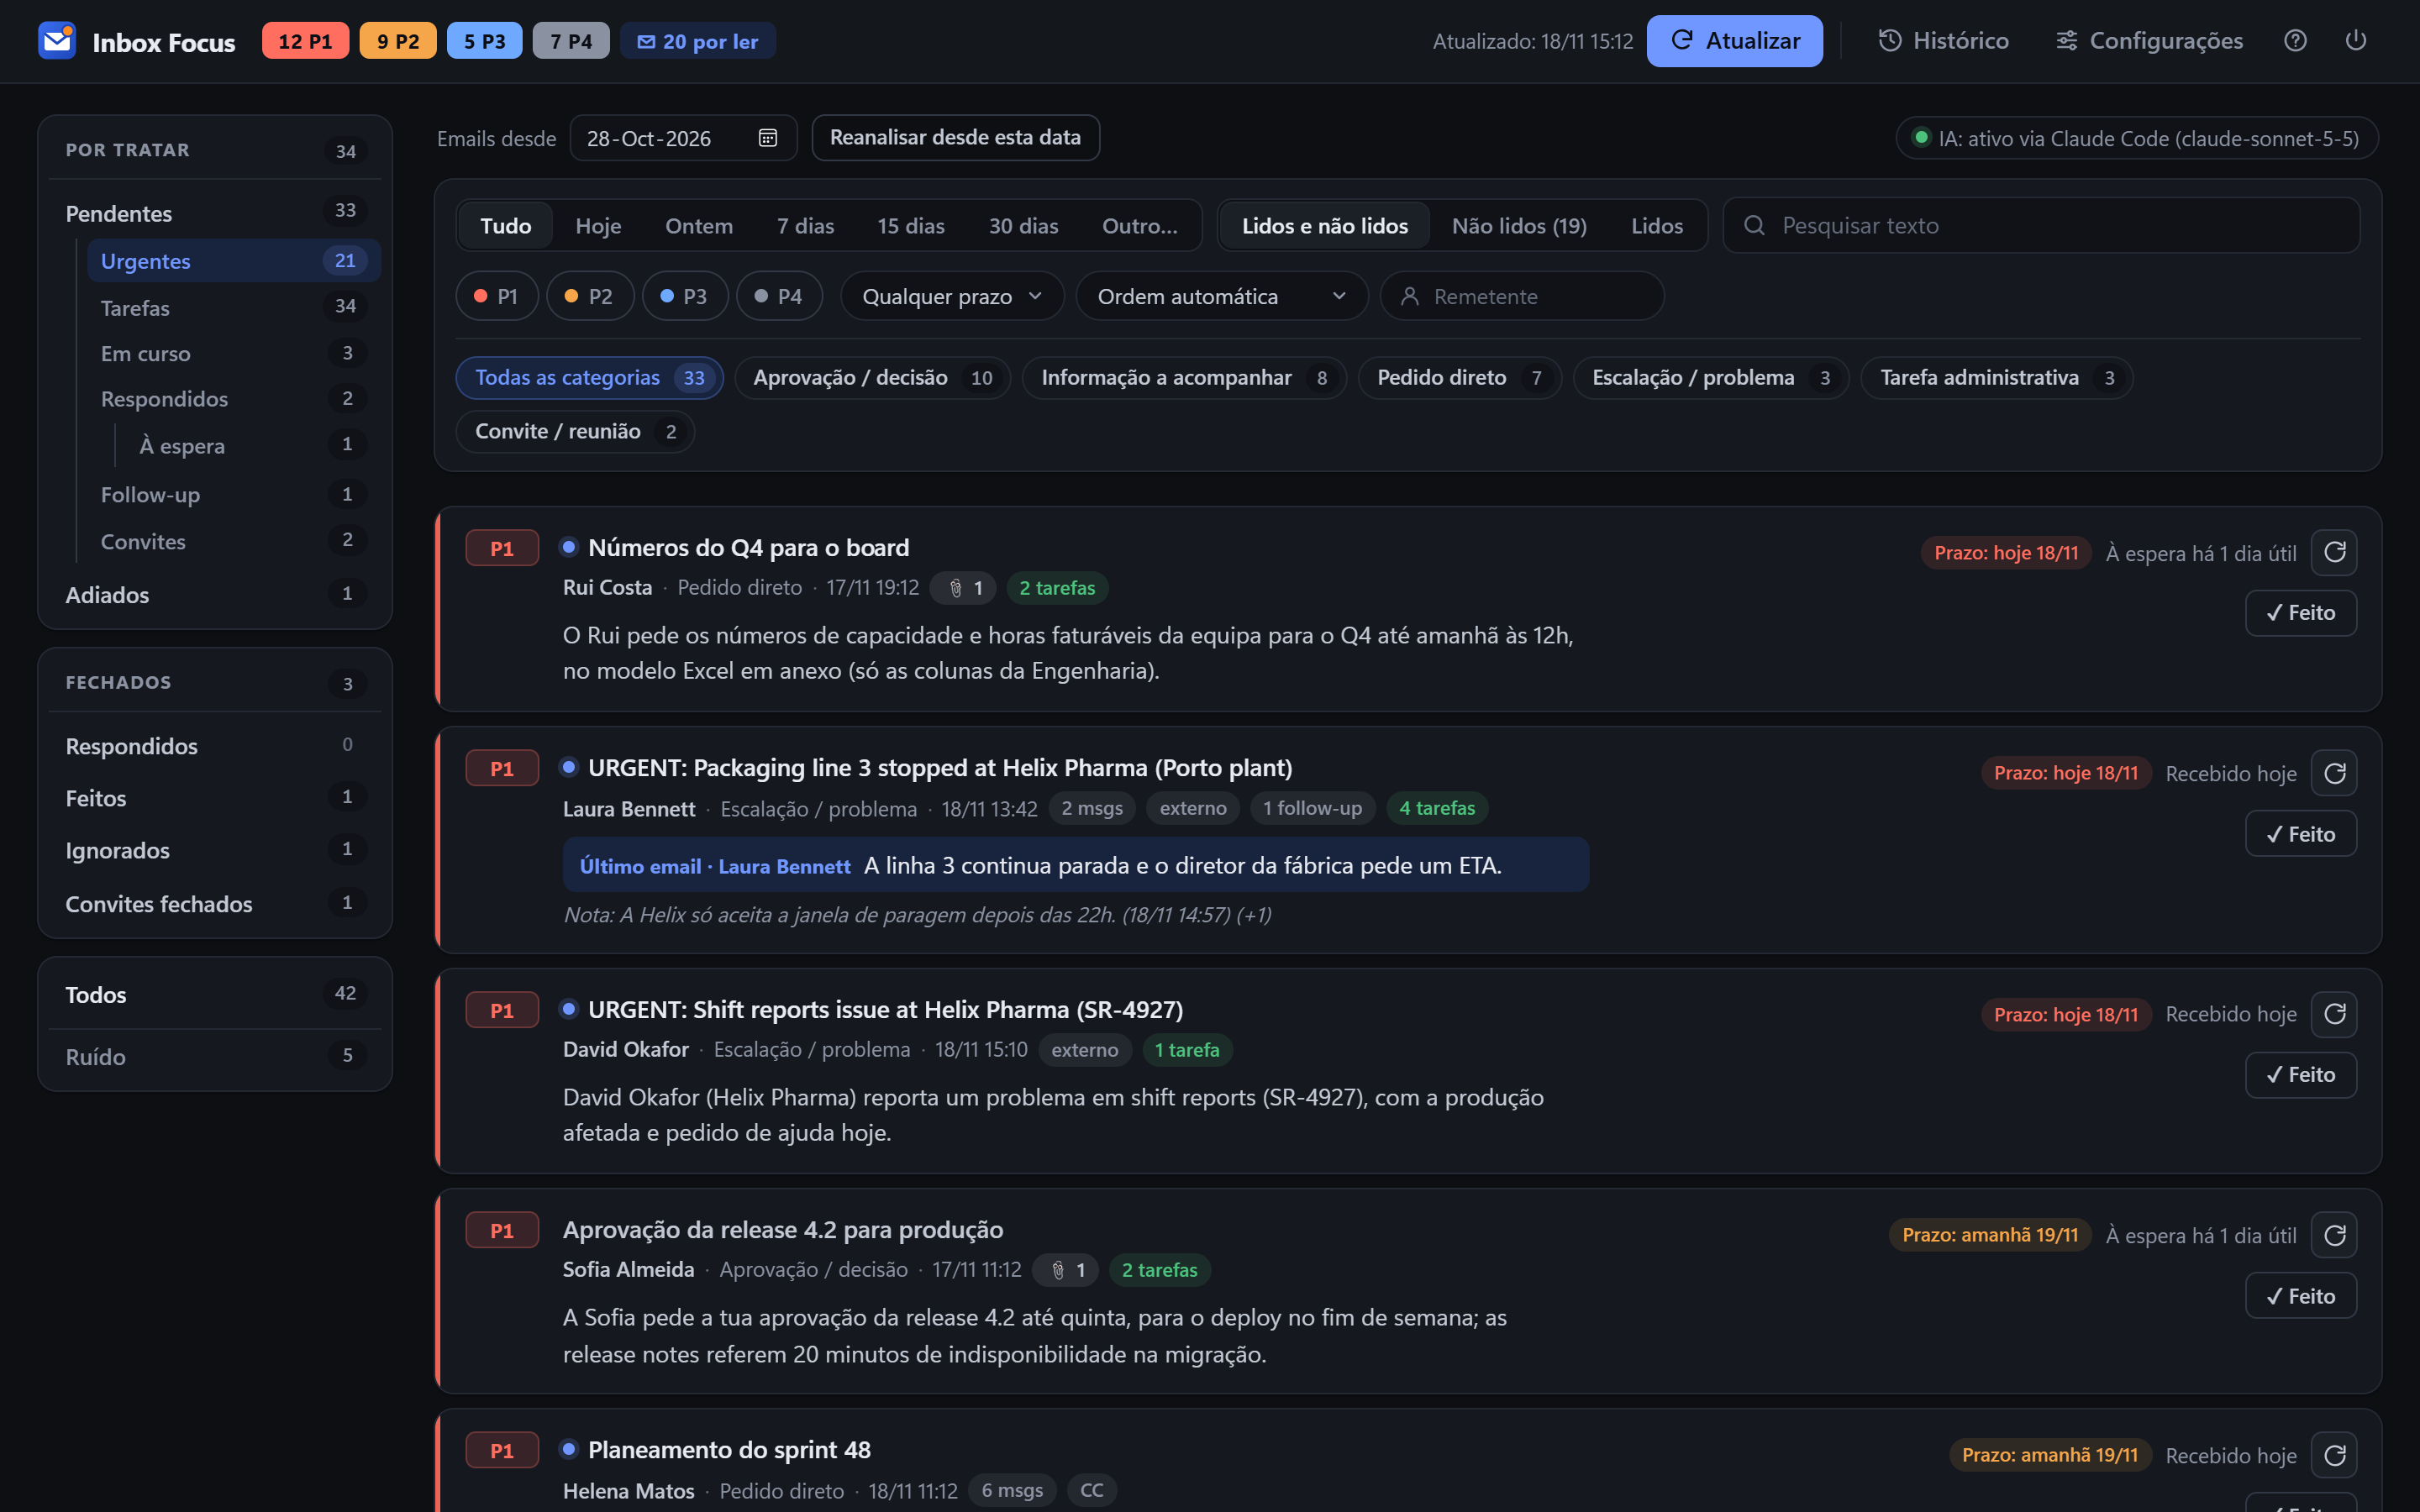 Inbox Focus 12 P1 9 P2 5 P3 7 P4 20 por ler Atualizado: 18/11 15:12 Atualizar Histórico Configurações
POR TRATAR 34
Pendentes 33
Urgentes 21
Tarefas 34
Em curso 3
Respondidos 2
À espera 1
Follow-up 1
Convites 2
Adiados 1
FECHADOS 3
Respondidos 0
Feitos 1
Ignorados 1
Convites fechados 1
Todos 42
Ruído 5
Emails desde 28-Oct-2026 Reanalisar desde esta data IA: ativo via Claude Code (claude-sonnet-5-5)
Tudo Hoje Ontem 7 dias 15 dias 30 dias Outro... Lidos e não lidos Não lidos (19) Lidos Pesquisar texto
P1 P2 P3 P4 Qualquer prazo Ordem automática Remetente
Todas as categorias 33 Aprovação / decisão 10 Informação a acompanhar 8 Pedido direto 7 Escalação / problema 3 Tarefa administrativa 3
Convite / reunião 2
P1 Números do Q4 para o board Prazo: hoje 18/11 À espera há 1 dia útil
Rui Costa · Pedido direto · 17/11 19:12 1 2 tarefas
✓ Feito
O Rui pede os números de capacidade e horas faturáveis da equipa para o Q4 até amanhã às 12h,
no modelo Excel em anexo (só as colunas da Engenharia).
P1 URGENT: Packaging line 3 stopped at Helix Pharma (Porto plant) Prazo: hoje 18/11 Recebido hoje
Laura Bennett · Escalação / problema · 18/11 13:42 2 msgs externo 1 follow-up 4 tarefas
✓ Feito
Último email · Laura Bennett A linha 3 continua parada e o diretor da fábrica pede um ETA.
Nota: A Helix só aceita a janela de paragem depois das 22h. (18/11 14:57) (+1)
P1 URGENT: Shift reports issue at Helix Pharma (SR-4927) Prazo: hoje 18/11 Recebido hoje
David Okafor · Escalação / problema · 18/11 15:10 externo 1 tarefa
✓ Feito
David Okafor (Helix Pharma) reporta um problema em shift reports (SR-4927), com a produção
afetada e pedido de ajuda hoje.
P1 Aprovação da release 4.2 para produção Prazo: amanhã 19/11 À espera há 1 dia útil
Sofia Almeida · Aprovação / decisão · 17/11 11:12 1 2 tarefas
✓ Feito
A Sofia pede a tua aprovação da release 4.2 até quinta, para o deploy no fim de semana; as
release notes referem 20 minutos de indisponibilidade na migração.
P1 Planeamento do sprint 48 Prazo: amanhã 19/11 Recebido hoje
Helena Matos · Pedido direto · 18/11 11:12 6 msgs CC